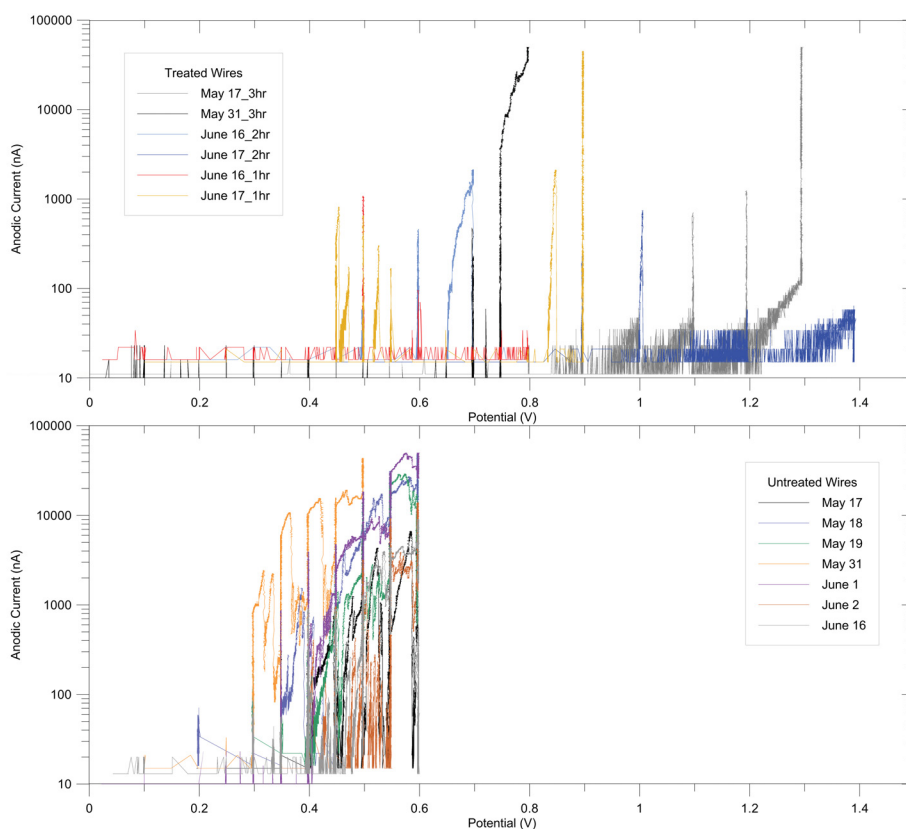 100000
10000
1000
100
10
Anodic Current (nA)
Treated Wires
May 17_3hr
May 31_3hr
June 16_2hr
June 17_2hr
June 16_1hr
June 17_1hr
0
0.2
0.4
0.6
0.8
1
1.2
1.4
Potential (V)
100000
10000
1000
100
10
Anodic Current (nA)
Untreated Wires
May 17
May 18
May 19
May 31
June 1
June 2
June 16
0
0.2
0.4
0.6
0.8
1
1.2
1.4
Potential (V)